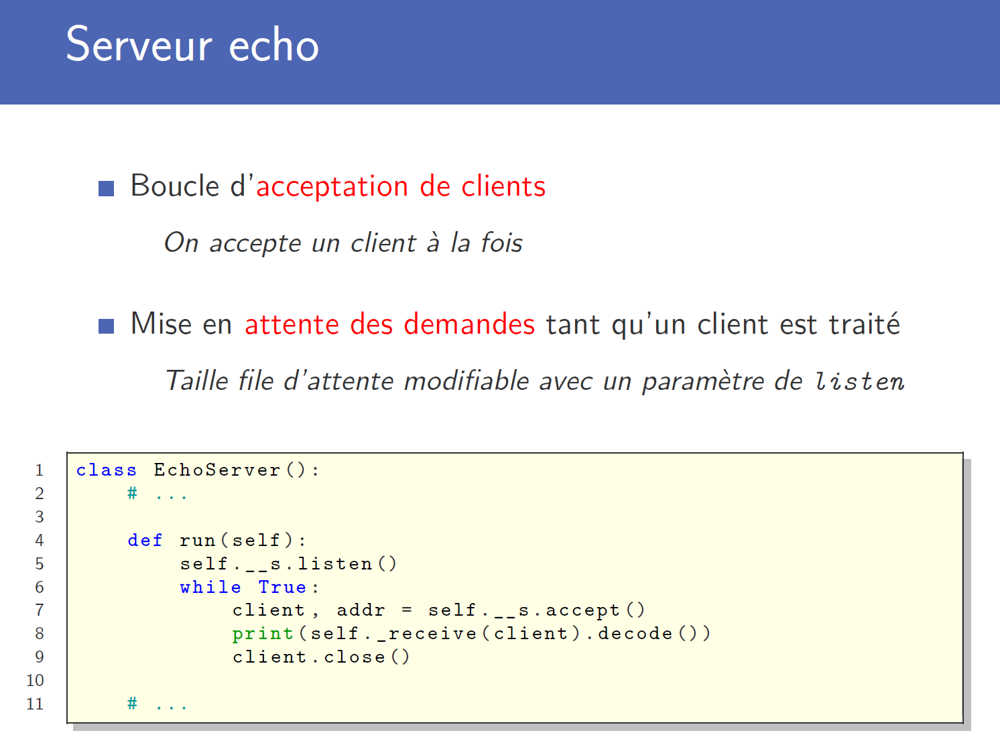 Serveur echo
Boucle d'acceptation de clients
On accepte un client à la fois
Mise en attente des demandes tant qu'un client est traité
Taille file d'attente modifiable avec un paramètre de listen
1 class EchoServer():
2     # ...
3
4     def run(self):
5         self.__s.listen()
6         while True:
7             client, addr = self.__s.accept()
8             print(self._receive(client).decode())
9             client.close()
10
11     # ...